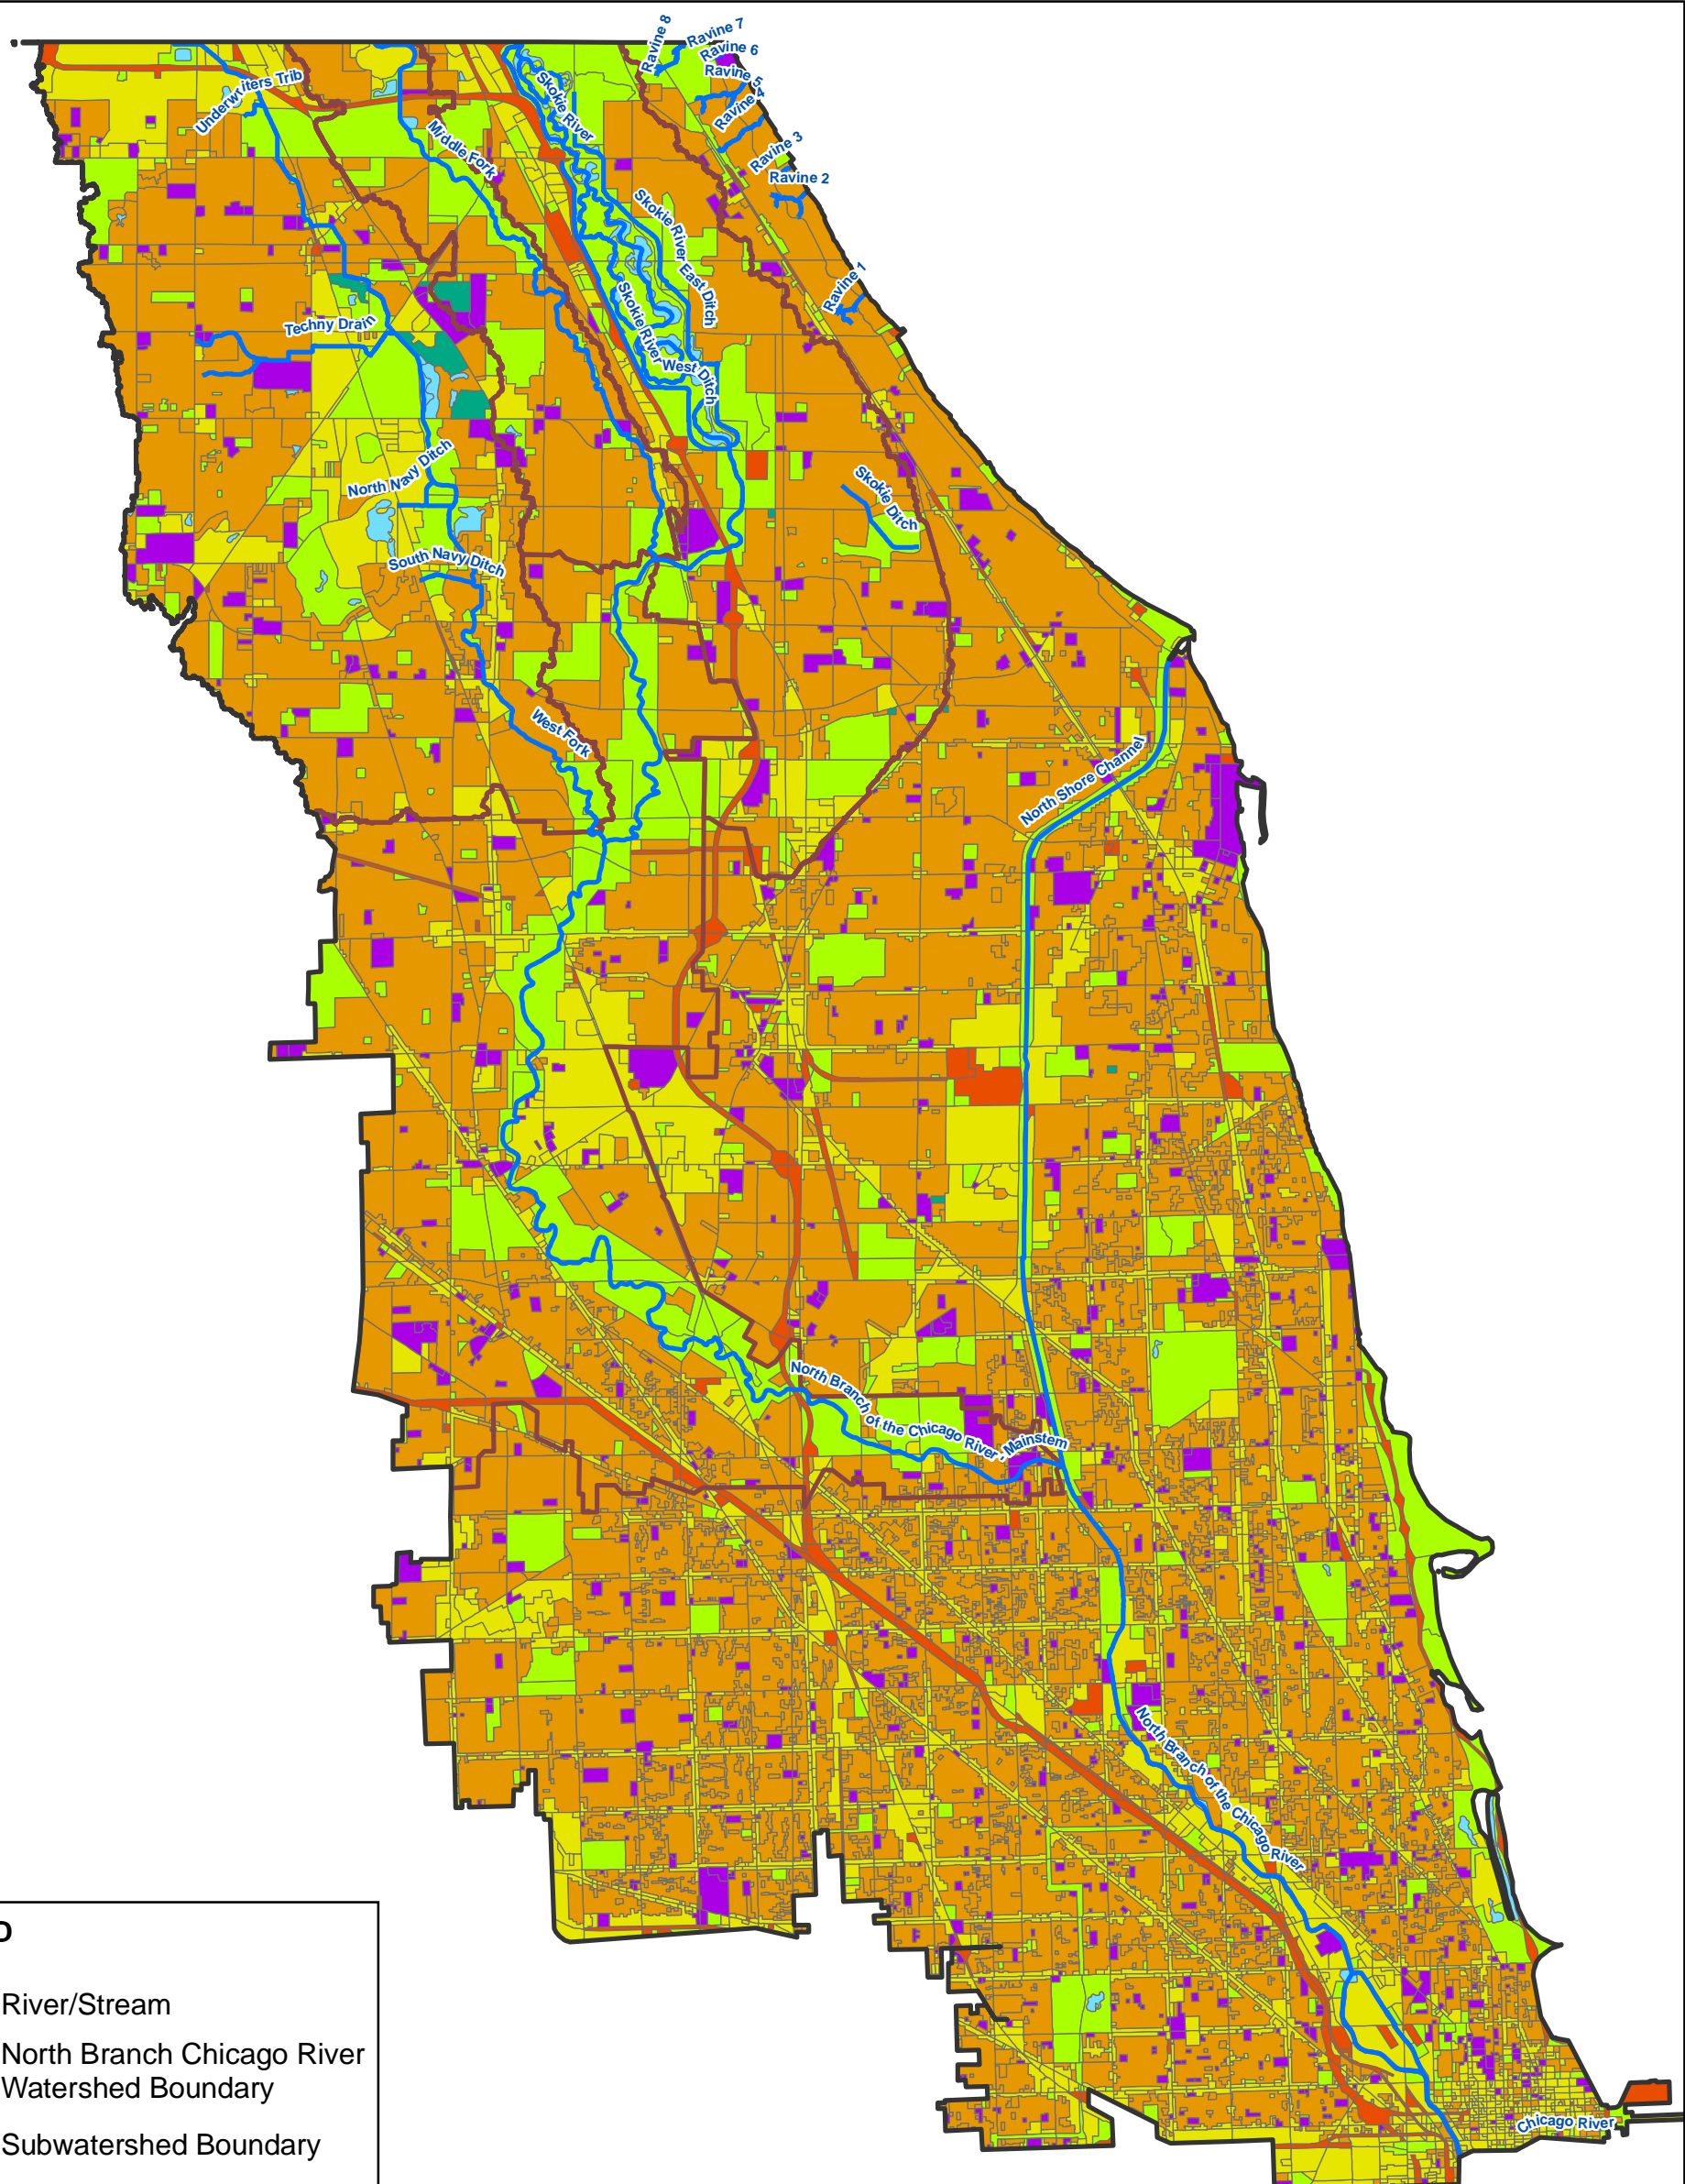 Ravine 8
Ravine 7
Ravine 6
Ravine 5
Ravine 4
Ravine 3
Ravine 2
Ravine 1
Underwriters Trib
Middle Fork
Skokie River
Skokie River East Ditch
Skokie River West Ditch
Techny Drain
North Navy Ditch
South Navy Ditch
Skokie Ditch
West Fork
North Shore Channel
North Branch of the Chicago River, Mainstem
North Branch of the Chicago River
Chicago River
D
River/Stream
North Branch Chicago River
Watershed Boundary
Subwatershed Boundary